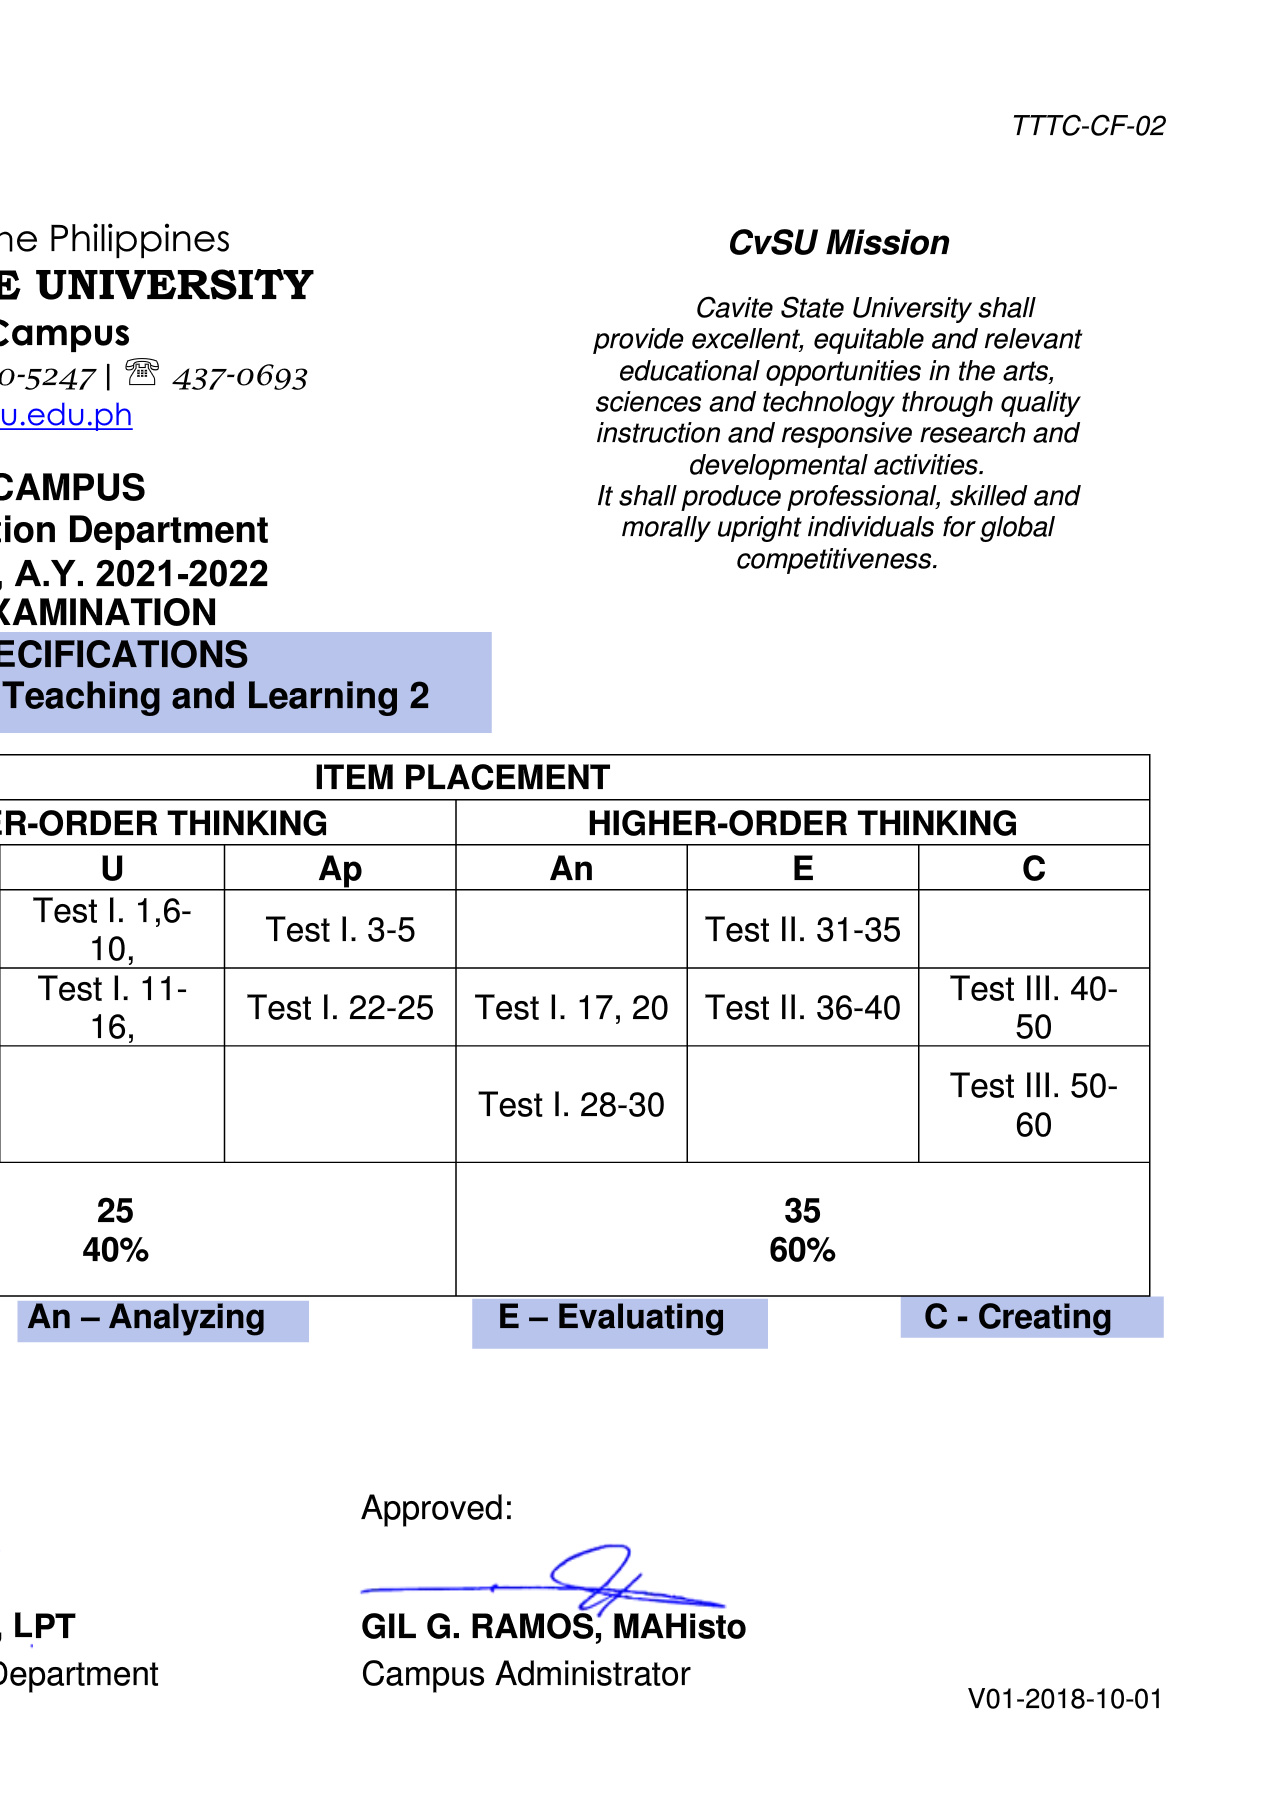 TTTC-CF-02
ne Philippines
E UNIVERSITY
Campus
0-5247 | ☏ 437-0693
u.edu.ph
CvSU Mission
Cavite State University shall
provide excellent, equitable and relevant
educational opportunities in the arts,
sciences and technology through quality
instruction and responsive research and
developmental activities.
It shall produce professional, skilled and
morally upright individuals for global
competitiveness.
CAMPUS
tion Department
, A.Y. 2021-2022
XAMINATION
ECIFICATIONS
Teaching and Learning 2
ITEM PLACEMENT
ER-ORDER THINKING HIGHER-ORDER THINKING
U Ap An E C
Test I. 1,6-
10,
Test I. 3-5
Test II. 31-35
Test I. 11-
16,
Test I. 22-25
Test I. 17, 20
Test II. 36-40
Test III. 40-
50
Test I. 28-30
Test III. 50-
60
25
40%
35
60%
An – Analyzing E – Evaluating C - Creating
Approved:
, LPT
Department
GIL G. RAMOS, MAHisto
Campus Administrator
V01-2018-10-01